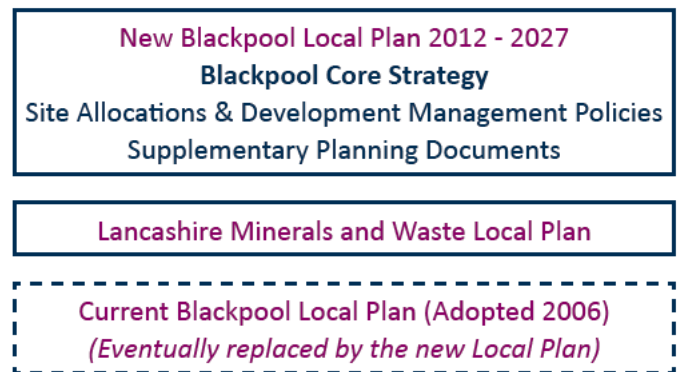 New Blackpool Local Plan 2012 - 2027
Blackpool Core Strategy
Site Allocations & Development Management Policies
Supplementary Planning Documents
Lancashire Minerals and Waste Local Plan
Current Blackpool Local Plan (Adopted 2006)
(Eventually replaced by the new Local Plan)